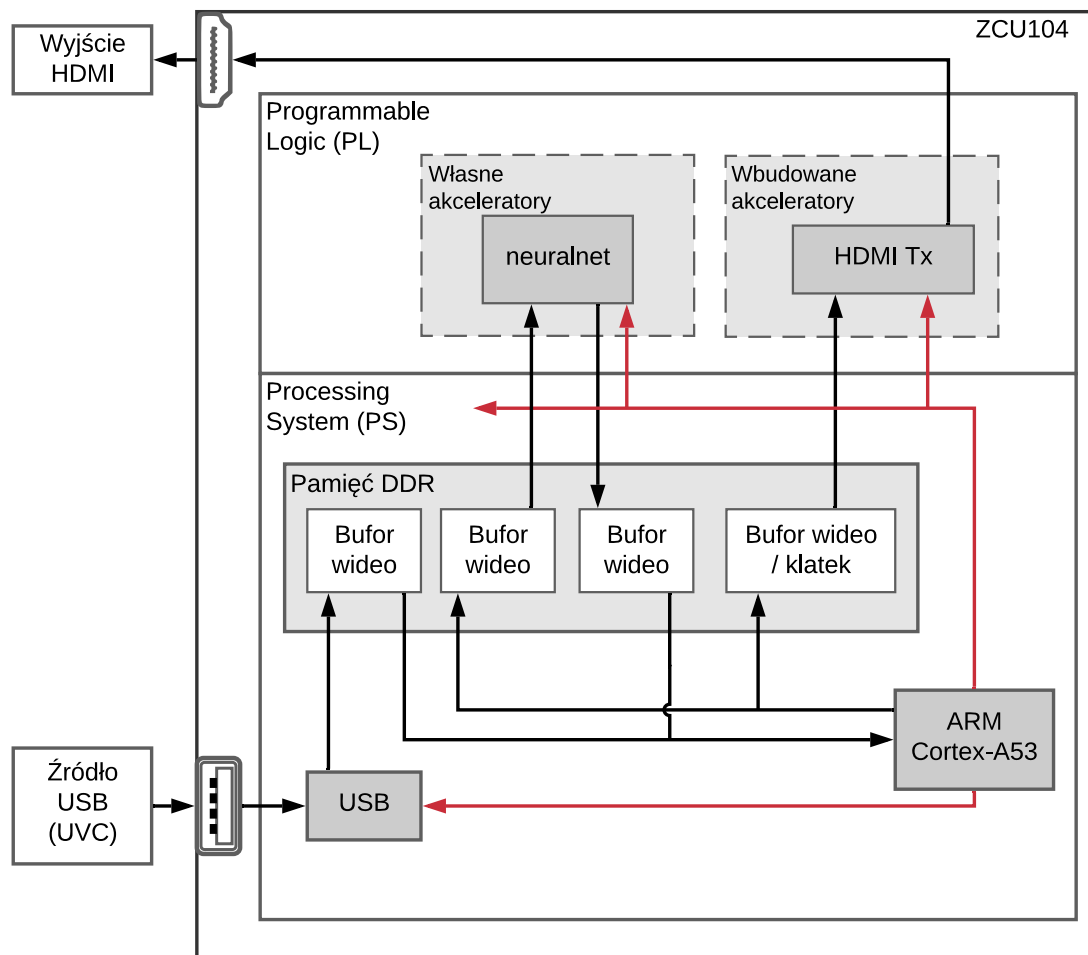 ZCU104
Wyjście
HDMI
Programmable
Logic (PL)
Własne
akceleratory
neuralnet
Wbudowane
akceleratory
HDMI Tx
Processing
System (PS)
Pamięć DDR
Bufor
wideo
Bufor
wideo
Bufor
wideo
Bufor wideo
/ klatek
ARM
Cortex-A53
Źródło
USB
(UVC)
USB